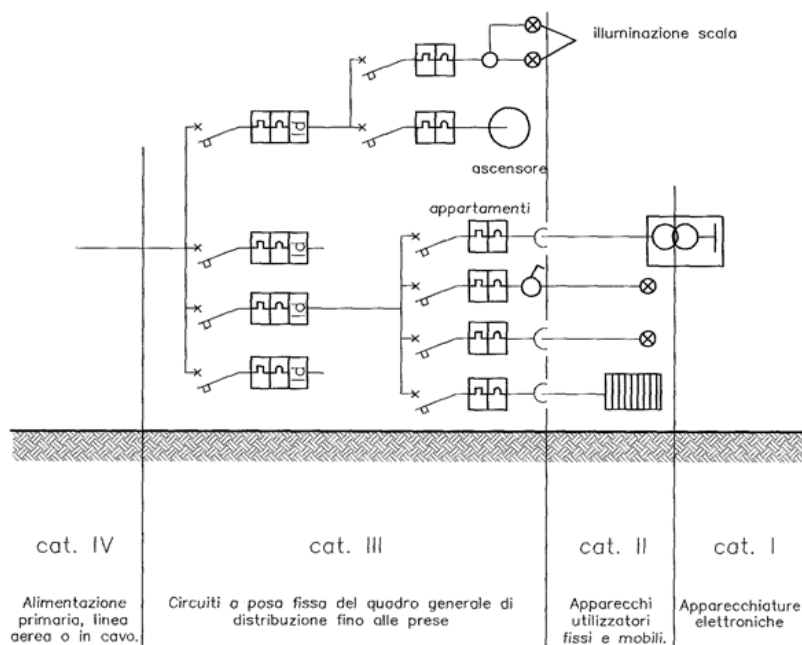 illuminazione scala
ascensore
appartamenti
Id
Id
Id
Id
cat. IV
cat. III
cat. II
cat. I
Alimentazione
primaria, linea
aerea o in cavo.
Circuiti a posa fissa del quadro generale di
distribuzione fino alle prese
Apparecchi
utilizzatori
fissi e mobili.
Apparecchiature
elettroniche